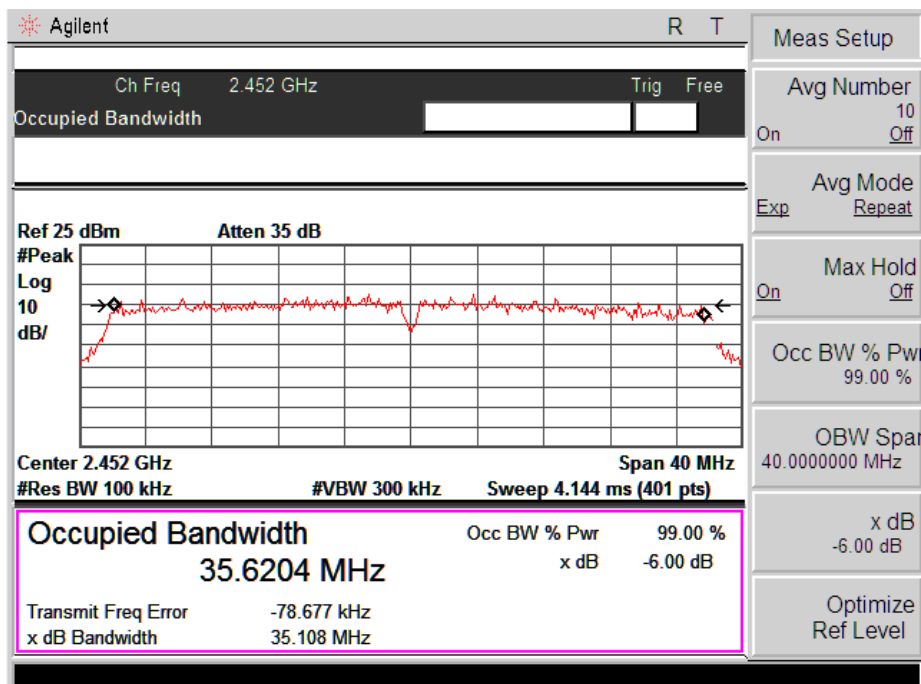 Agilent R T
Ch Freq 2.452 GHz Trig Free
Occupied Bandwidth
Ref 25 dBm Atten 35 dB
#Peak
Log
10
dB/
Center 2.452 GHz Span 40 MHz
#Res BW 100 kHz #VBW 300 kHz Sweep 4.144 ms (401 pts)
Occupied Bandwidth
35.6204 MHz
Occ BW % Pwr 99.00 %
x dB -6.00 dB
Transmit Freq Error -78.677 kHz
x dB Bandwidth 35.108 MHz
Meas Setup
Avg Number
10
On Off
Avg Mode
Exp Repeat
Max Hold
On Off
Occ BW % Pwr
99.00 %
OBW Span
40.0000000 MHz
x dB
-6.00 dB
Optimize
Ref Level